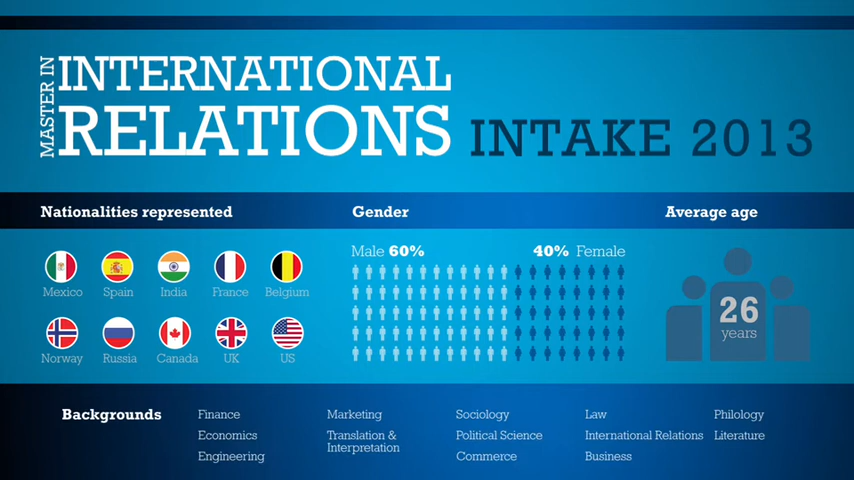 MASTER IN
INTERNATIONAL
RELATIONS INTAKE 2013
Nationalities represented
Mexico Spain India France Belgium
Norway Russia Canada UK US
Gender
Male 60% 40% Female
Average age
26
years
Backgrounds
Finance
Economics
Engineering
Marketing
Translation &
Interpretation
Sociology
Political Science
Commerce
Law
International Relations
Business
Philology
Literature